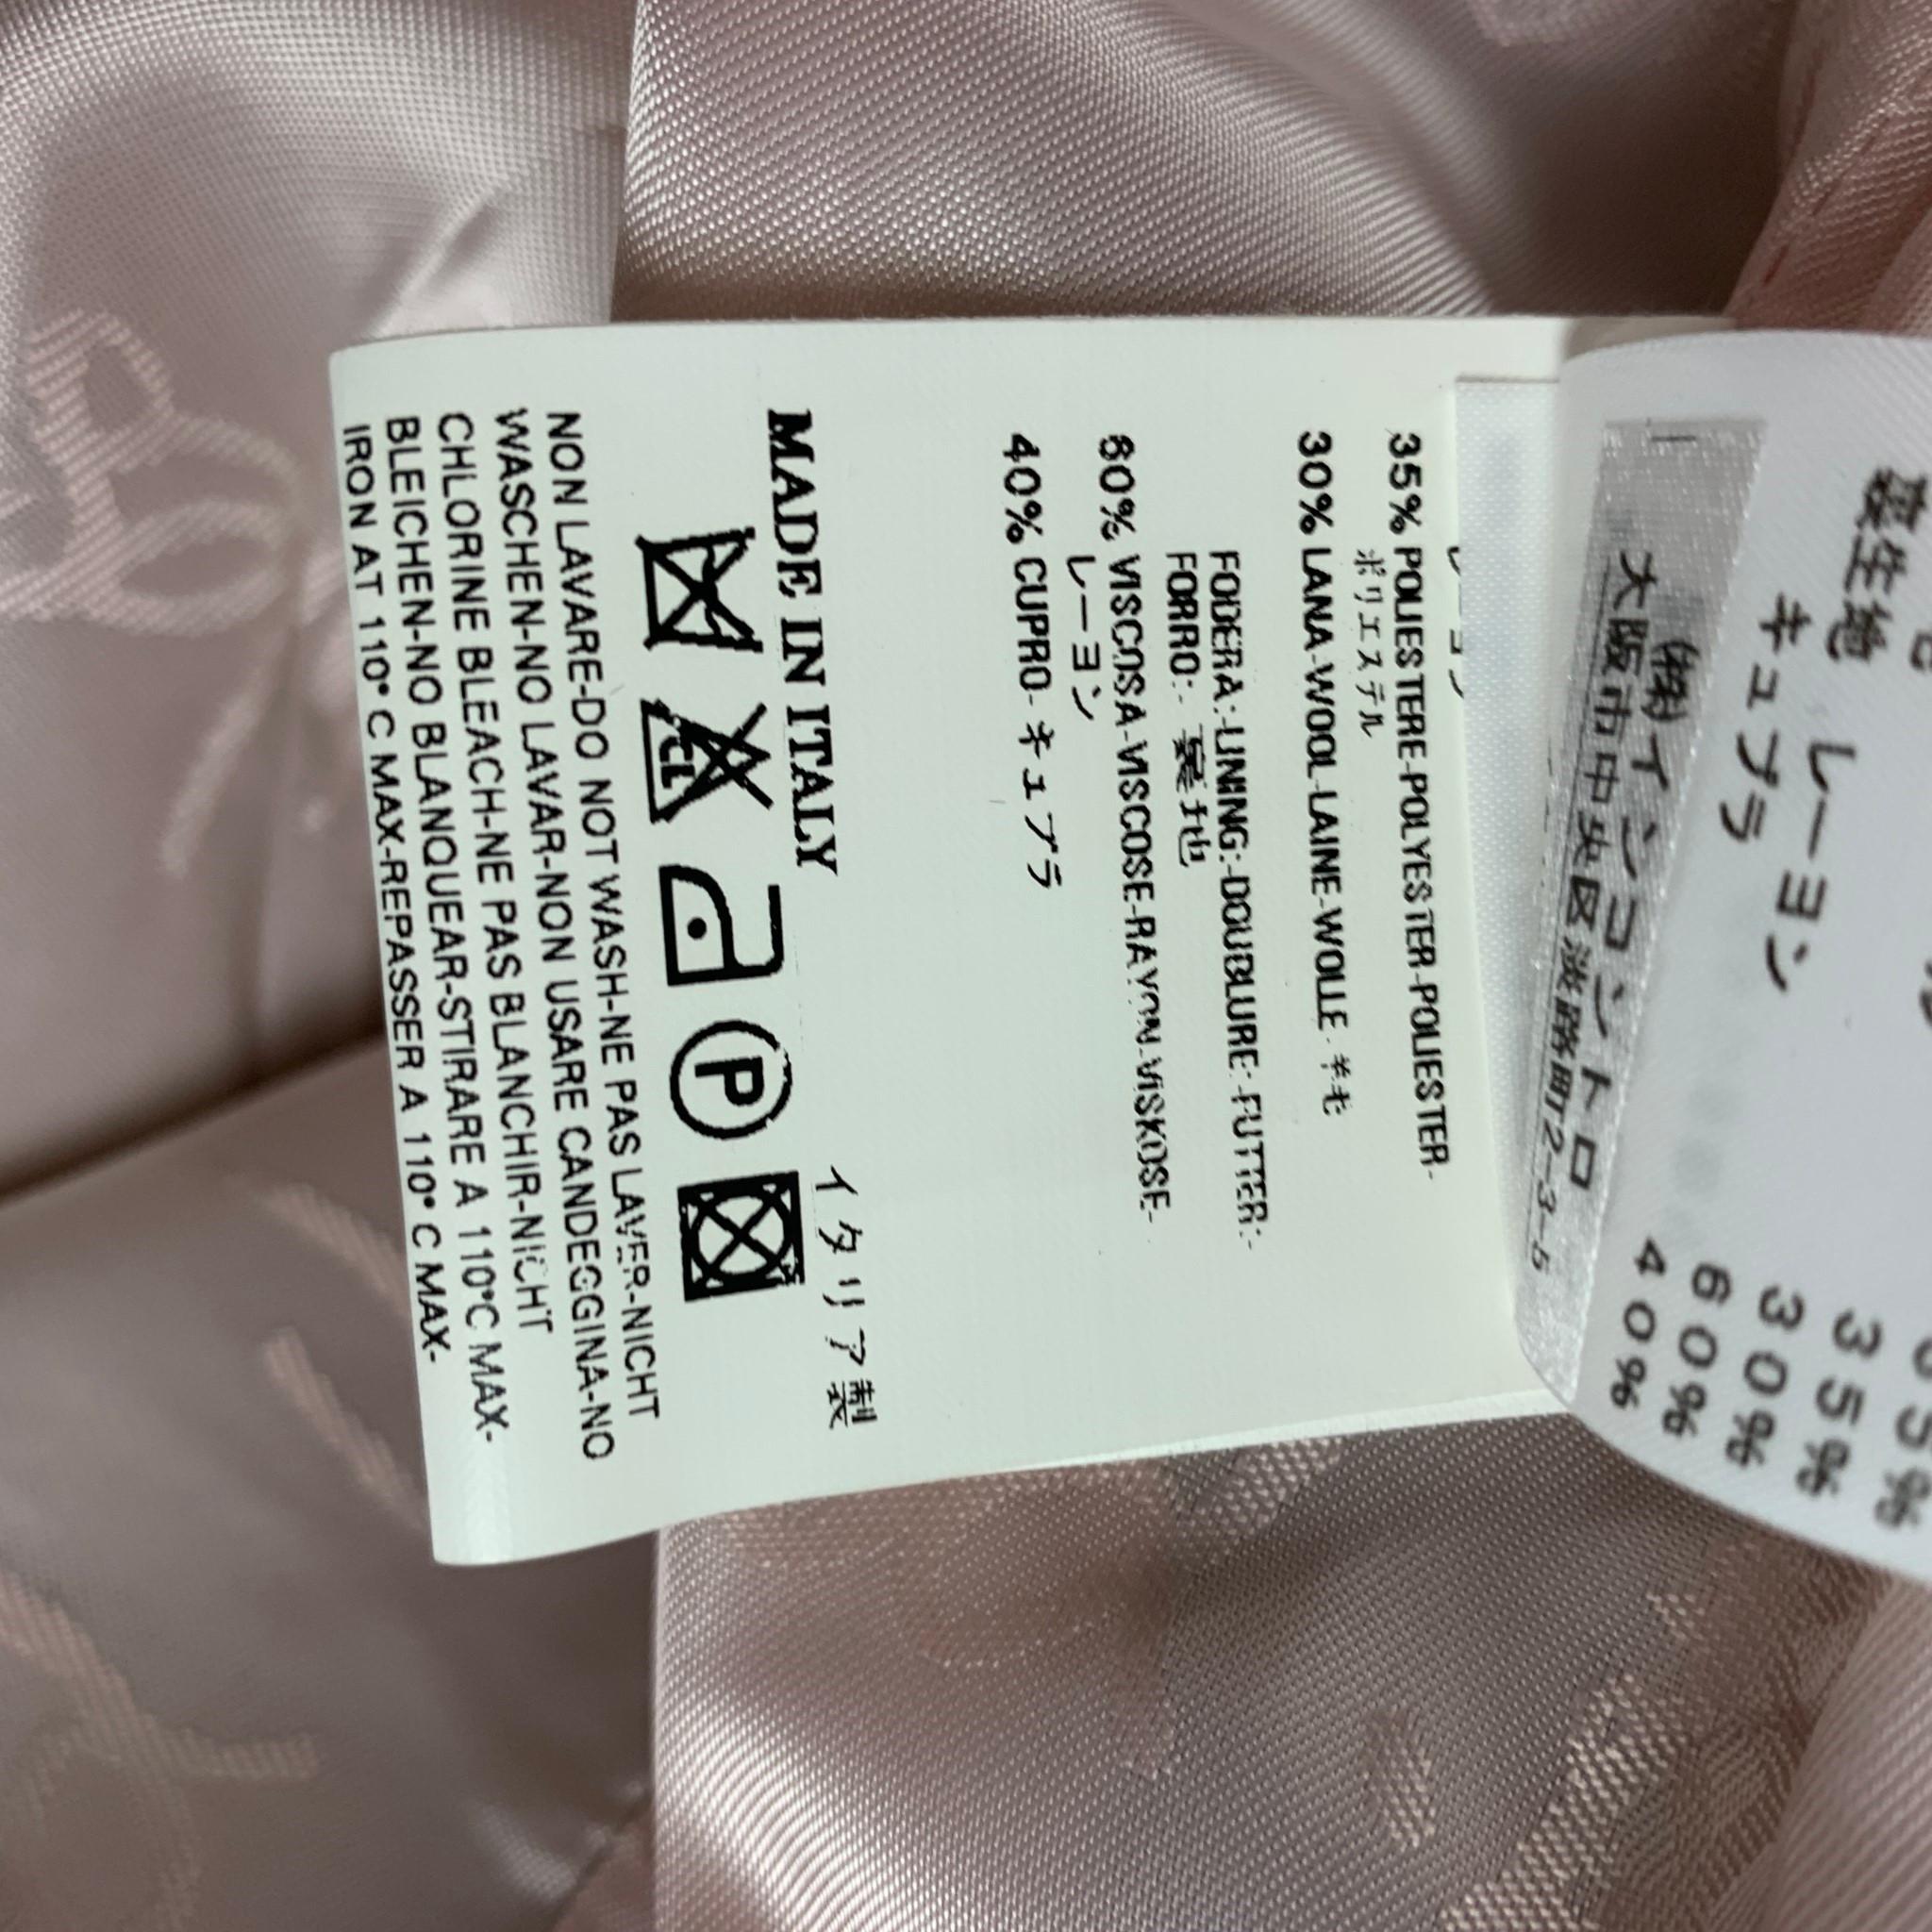 35% POLIESTERE-POLYESTER-POLIESTER-
ポリエステル
30% LANA-WOOL-LAINE-WOLLE- 羊毛
FODERA:-LINING:-DOUBLURE:-FUTTER:-
FORRO:- 裏地
60% VISCOSA-VISCOSE-RAYON-VISKOSE-
レーヨン
40% CUPRO- キュプラ
MADE IN ITALY
イタリア製
CL
P
NON LAVARE-DO NOT WASH-NE PAS LAVER-NICHT
WASCHEN-NO LAVAR-NON USARE CANDEGGINA-NO
CHLORINE BLEACH-NE PAS BLANCHIR-NICHT
BLEICHEN-NO BLANQUEAR-STIRARE A 110°C MAX-
IRON AT 110° C MAX-REPASSER A 110° C MAX-
35%
30%
裏生地 レーヨン 60%
キュプラ 40%
㈱インコントロ
大阪市中央区淡路町2-3-5